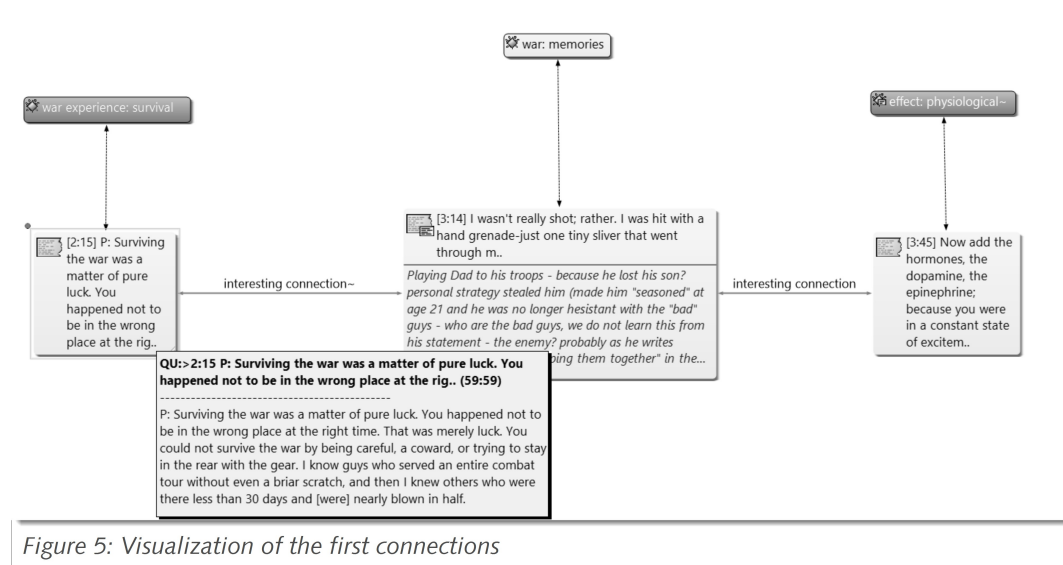 war: memories
war experience: survival
effect: physiological~
[2:15] P: Surviving
the war was a
matter of pure
luck. You
happened not to
be in the wrong
place at the rig..
interesting connection~
[3:14] I wasn't really shot; rather. I was hit with a
hand grenade-just one tiny sliver that went
through m..
Playing Dad to his troops - because he lost his son?
personal strategy stealed him (made him "seasoned" at
age 21 and he was no longer hesistant with the "bad"
guys - who are the bad guys, we do not learn this from
his statement - the enemy? probably as he writes
ping them together" in the...
interesting connection
[3:45] Now add the
hormones, the
dopamine, the
epinephrine;
because you were
in a constant state
of excitem..
QU:>2:15 P: Surviving the war was a matter of pure luck. You
happened not to be in the wrong place at the rig.. (59:59)
---------------------------------------------
P: Surviving the war was a matter of pure luck. You happened not to
be in the wrong place at the right time. That was merely luck. You
could not survive the war by being careful, a coward, or trying to stay
in the rear with the gear. I know guys who served an entire combat
tour without even a briar scratch, and then I knew others who were
there less than 30 days and [were] nearly blown in half.
Figure 5: Visualization of the first connections